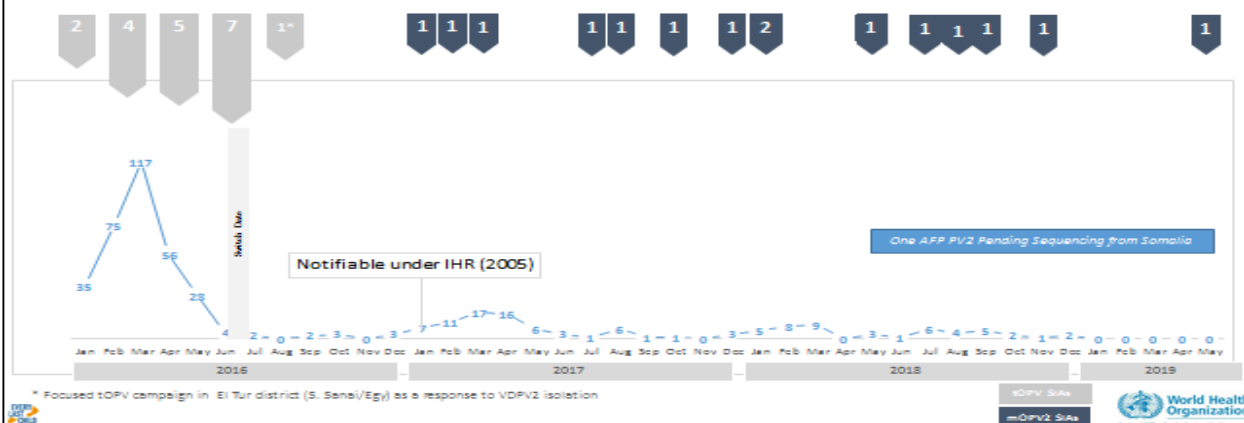 2 4 5 7 1* 1 1 1 1 1 1 1 2 1 1 1 1 1 1
117
75
56
35
28
4 2 0 2 3 0 3 7 11 17 16 6 3 1 6 1 1 0 3 5 8 9 0 3 1 6 4 5 2 1 2 0 0 0 0 0
Switch Date
Notifiable under IHR (2005)
One AFP PV2 Pending Sequencing from Somalia
Jan Feb Mar Apr May Jun Jul Aug Sep Oct Nov Dec Jan Feb Mar Apr May Jun Jul Aug Sep Oct Nov Dec Jan Feb Mar Apr May Jun Jul Aug Sep Oct Nov Dec Jan Feb Mar Apr May
2016 2017 2018 2019
* Focused tOPV campaign in El Tur district (S. Sanai/Egy) as a response to VDPV2 isolation
tOPV SIAs
mOPV2 SIAs
EVERY
LAST
CHILD
World Health
Organization